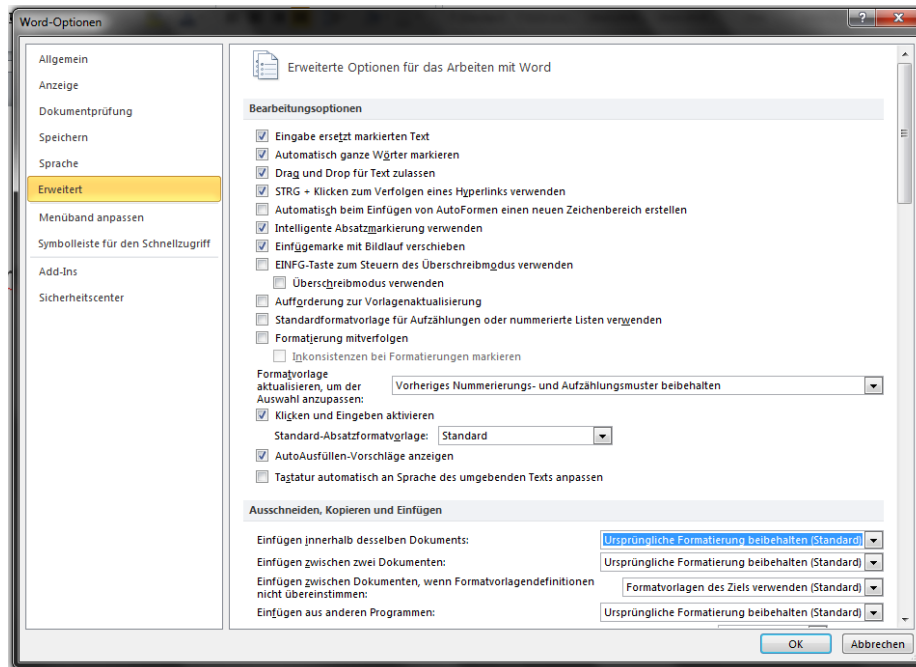 Word-Optionen
Allgemein
Anzeige
Dokumentprüfung
Speichern
Sprache
Erweitert
Menüband anpassen
Symbolleiste für den Schnellzugriff
Add-Ins
Sicherheitscenter
Erweiterte Optionen für das Arbeiten mit Word
Bearbeitungsoptionen
Eingabe ersetzt markierten Text
Automatisch ganze Wörter markieren
Drag und Drop für Text zulassen
STRG + Klicken zum Verfolgen eines Hyperlinks verwenden
Automatisch beim Einfügen von AutoFormen einen neuen Zeichenbereich erstellen
Intelligente Absatzmarkierung verwenden
Einfügemarke mit Bildlauf verschieben
EINFG-Taste zum Steuern des Überschreibmodus verwenden
Überschreibmodus verwenden
Aufforderung zur Vorlagenaktualisierung
Standardformatvorlage für Aufzählungen oder nummerierte Listen verwenden
Formatierung mitverfolgen
Inkonsistenzen bei Formatierungen markieren
Formatvorlage
aktualisieren, um der
Auswahl anzupassen:
Vorheriges Nummerierungs- und Aufzählungsmuster beibehalten
Klicken und Eingeben aktivieren
Standard-Absatzformatvorlage: Standard
AutoAusfüllen-Vorschläge anzeigen
Tastatur automatisch an Sprache des umgebenden Texts anpassen
Ausschneiden, Kopieren und Einfügen
Einfügen innerhalb desselben Dokuments: Ursprüngliche Formatierung beibehalten (Standard)
Einfügen zwischen zwei Dokumenten: Ursprüngliche Formatierung beibehalten (Standard)
Einfügen zwischen Dokumenten, wenn Formatvorlagendefinitionen
nicht übereinstimmen: Formatvorlagen des Ziels verwenden (Standard)
Einfügen aus anderen Programmen: Ursprüngliche Formatierung beibehalten (Standard)
OK Abbrechen